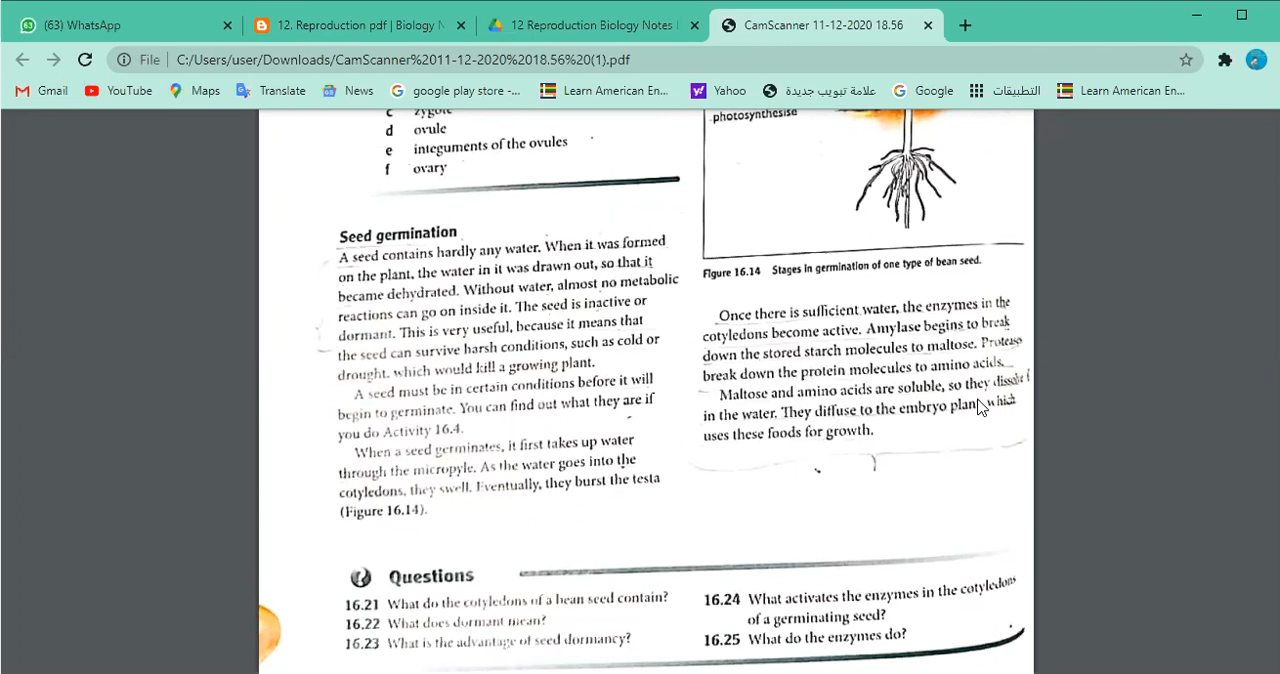 63 (63) WhatsApp
12. Reproduction pdf | Biology N
12 Reproduction Biology Notes
CamScanner 11-12-2020 18.56
File C:/Users/user/Downloads/CamScanner%2011-12-2020%2018.56%20(1).pdf
Gmail YouTube Maps Translate News google play store -... Learn American En... Yahoo علامة تبويب جديدة Google التطبيقات Learn American En...
c zygote
d ovule
e integuments of the ovules
f ovary
Seed germination
A seed contains hardly any water. When it was formed
on the plant, the water in it was drawn out, so that it
became dehydrated. Without water, almost no metabolic
reactions can go on inside it. The seed is inactive or
dormant. This is very useful, because it means that
the seed can survive harsh conditions, such as cold or
drought, which would kill a growing plant.
A seed must be in certain conditions before it will
begin to germinate. You can find out what they are if
you do Activity 16.4.
When a seed germinates, it first takes up water
through the micropyle. As the water goes into the
cotyledons, they swell. Eventually, they burst the testa
(Figure 16.14).
photosynthesise
Figure 16.14 Stages in germination of one type of bean seed.
Once there is sufficient water, the enzymes in the
cotyledons become active. Amylase begins to break
down the stored starch molecules to maltose. Protease
break down the protein molecules to amino acids.
Maltose and amino acids are soluble, so they dissolve
in the water. They diffuse to the embryo plant, which
uses these foods for growth.
Questions
16.21 What do the cotyledons of a bean seed contain?
16.22 What does dormant mean?
16.23 What is the advantage of seed dormancy?
16.24 What activates the enzymes in the cotyledons
of a germinating seed?
16.25 What do the enzymes do?